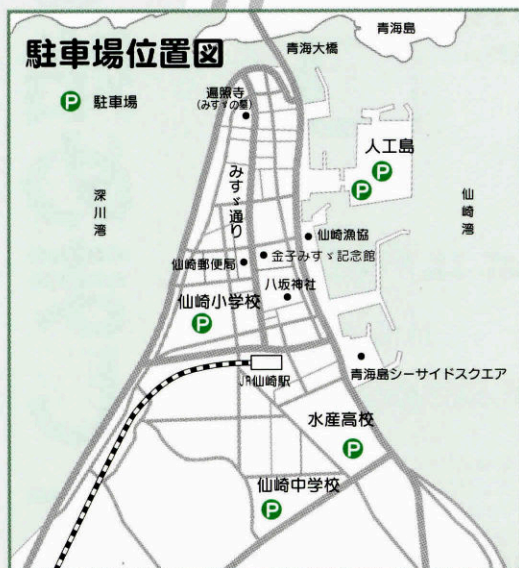 駐車場位置図
青海島
青海大橋
P 駐車場
遍照寺
(みすゞの墓)
人工島
P
P
深川湾
みすゞ通り
仙崎湾
仙崎漁協
仙崎郵便局
金子みすゞ記念館
八坂神社
仙崎小学校
P
JR仙崎駅
青海島シーサイドスクエア
水産高校
P
仙崎中学校
P